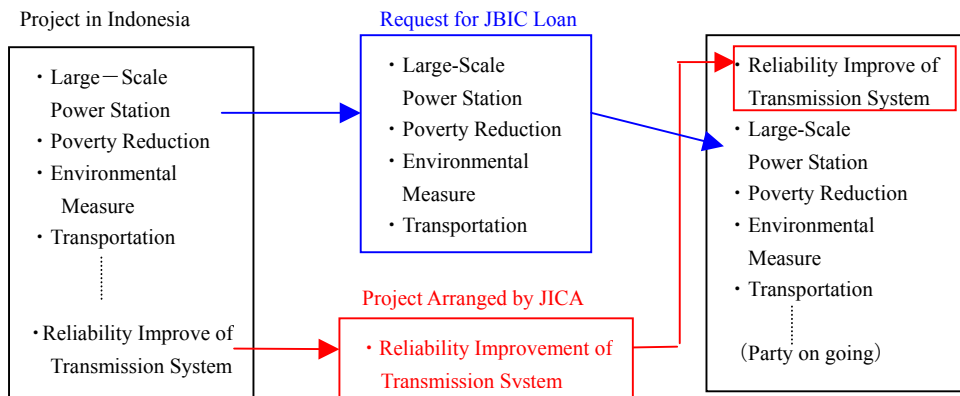 Project in Indonesia
・Large－Scale
Power Station
・Poverty Reduction
・Environmental
Measure
・Transportation
・Reliability Improve of
Transmission System
Request for JBIC Loan
・Large-Scale
Power Station
・Poverty Reduction
・Environmental
Measure
・Transportation
Project Arranged by JICA
・Reliability Improvement of
Transmission System
・Reliability Improve of
Transmission System
・Large-Scale
Power Station
・Poverty Reduction
・Environmental
Measure
・Transportation
（Party on going）